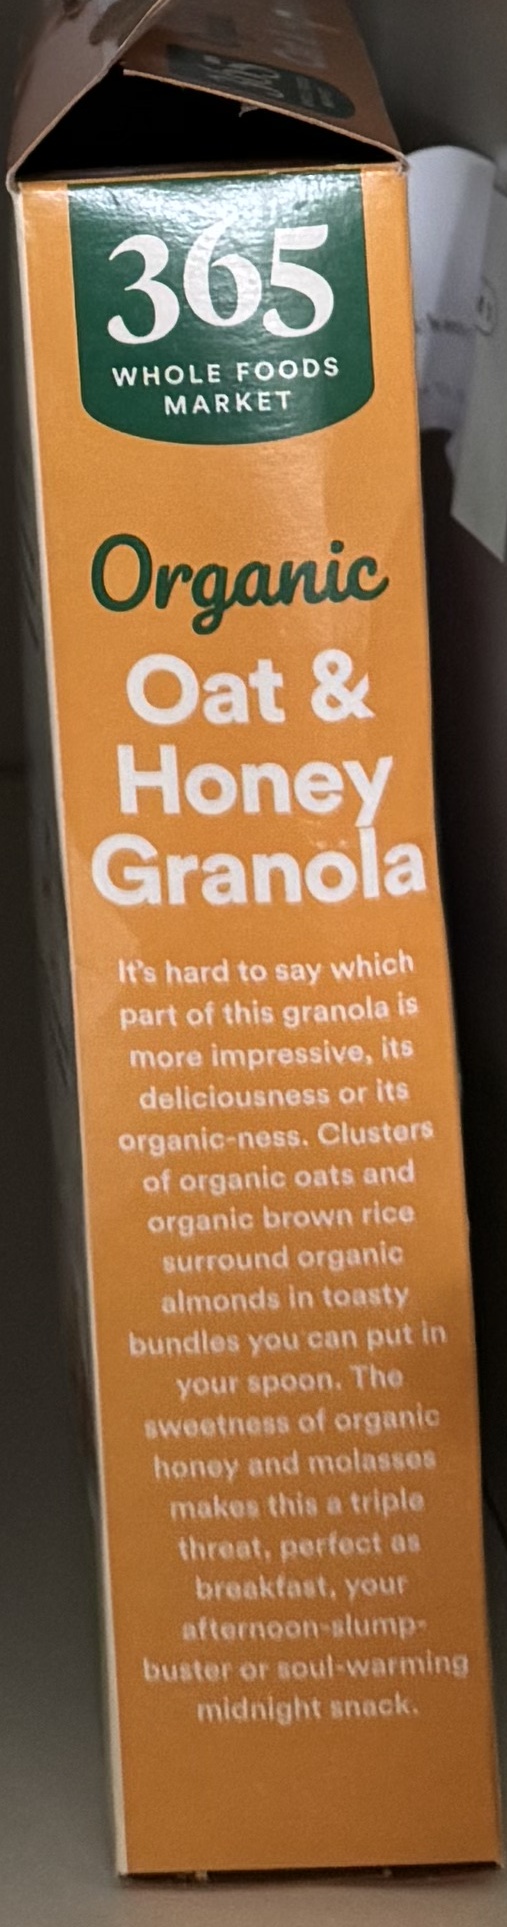 365
WHOLE FOODS
MARKET
Organic
Oat &
Honey
Granola
It's hard to say which
part of this granola is
more impressive, its
deliciousness or its
organic-ness. Clusters
of organic oats and
organic brown rice
surround organic
almonds in toasty
bundles you can put in
your spoon. The
sweetness of organic
honey and molasses
makes this a triple
threat, perfect as
breakfast, your
afternoon-slump-
buster or soul-warming
midnight snack.